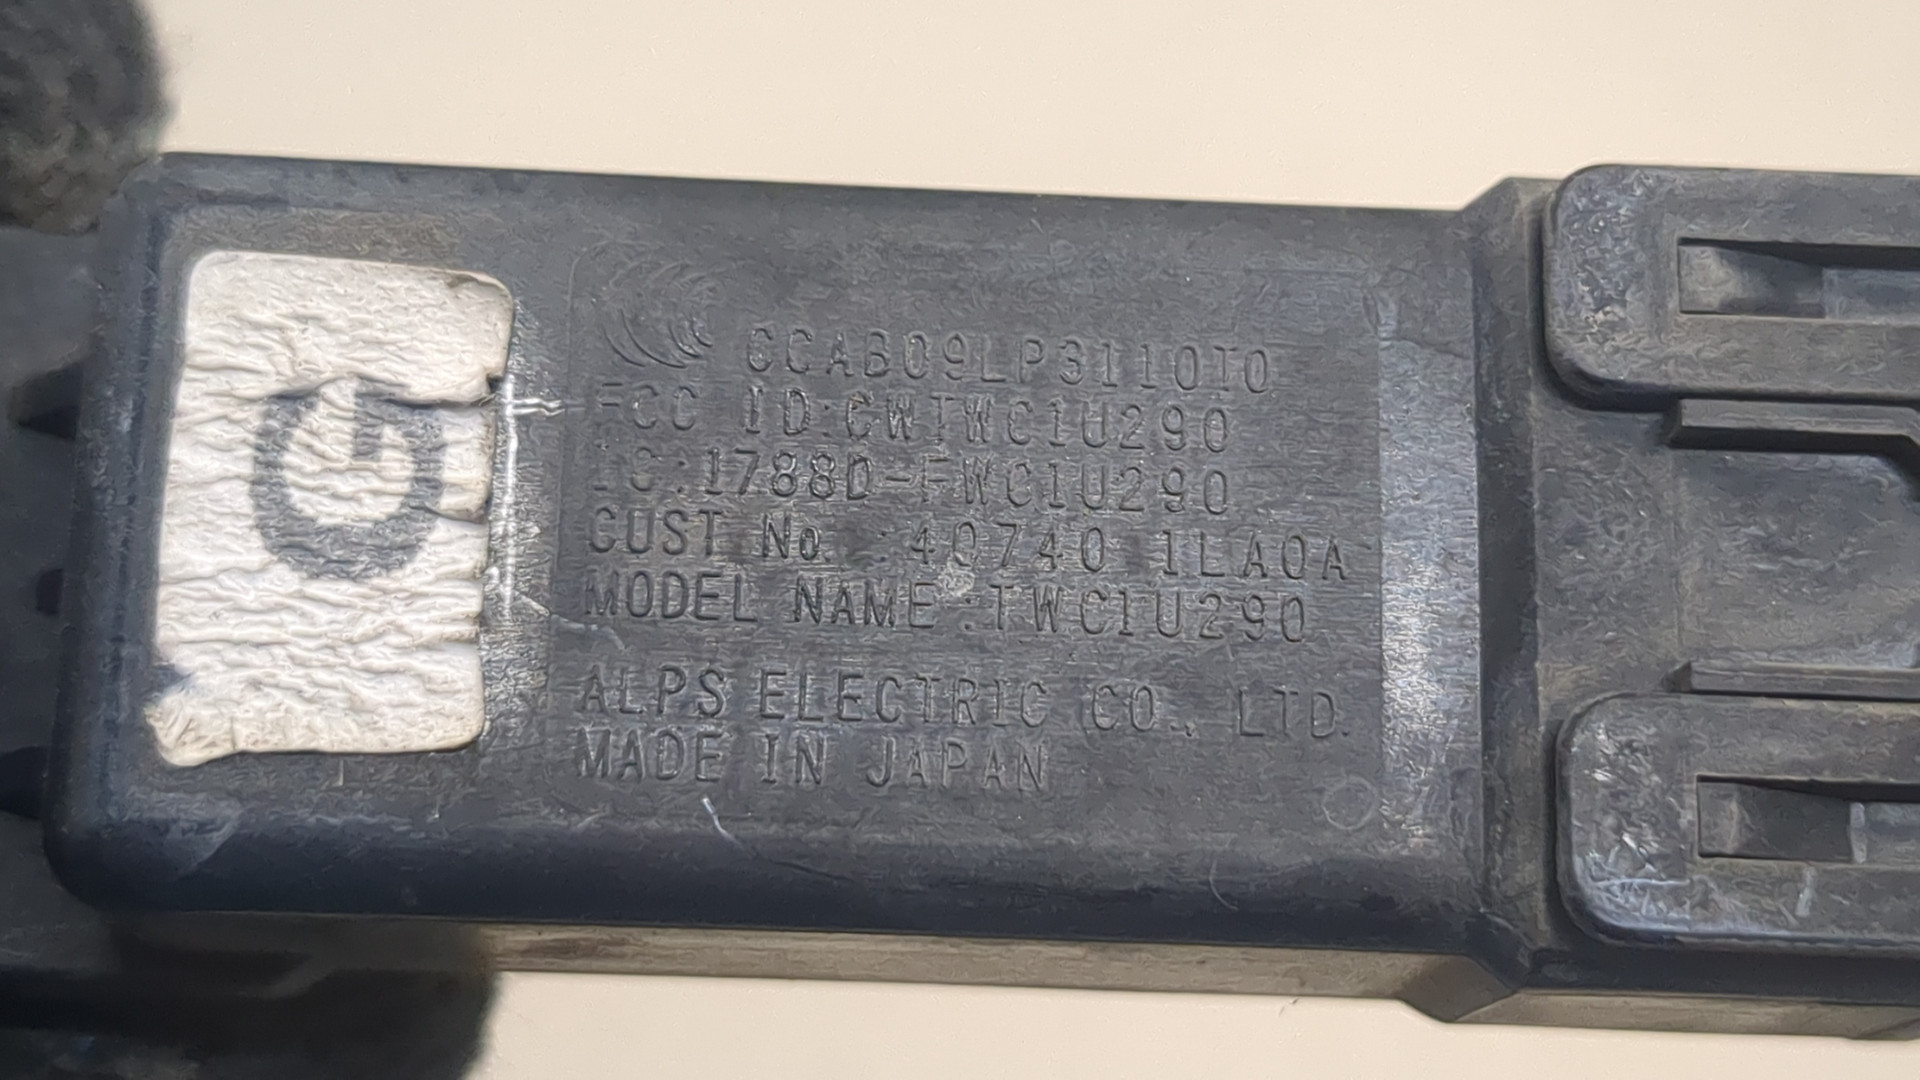 CCAB09LP3110T0
FCC ID:CWTWC1U290
IC:1788D-FWC1U290
CUST No. :40740 1LA0A
MODEL NAME:TWC1U290
ALPS ELECTRIC CO., LTD.
MADE IN JAPAN
G